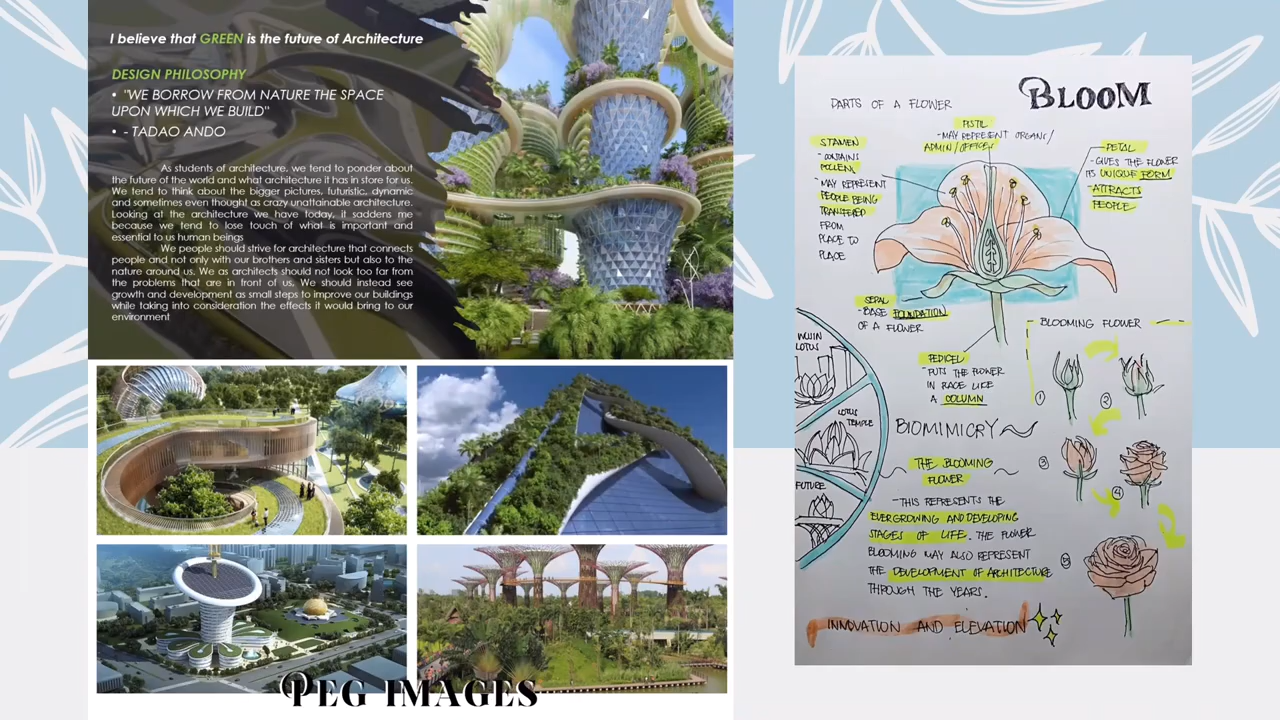 I believe that GREEN is the future of Architecture
DESIGN PHILOSOPHY
• "WE BORROW FROM NATURE THE SPACE
UPON WHICH WE BUILD"
• - TADAO ANDO
As students of architecture, we tend to ponder about
the future of the world and what architecture it has in store for us.
We tend to think about the bigger pictures, futuristic, dynamic
and sometimes even thought as crazy unattainable architecture.
Looking at the architecture we have today, it saddens me
because we tend to lose touch of what is important and
essential to us human beings
We people should strive for architecture that connects
people and not only with our brothers and sisters but also to the
nature around us. We as architects should not look too far from
the problems that are in front of us. We should instead see
growth and development as small steps to improve our buildings
while taking into consideration the effects it would bring to our
environment
PEG IMAGES
BLOOM
PARTS OF A FLOWER
PISTIL
-MAY REPRESENT ORGANS/
ADMIN/OFFICES
STAMEN
-CONTAINS
POLLEN
-MAY REPRESENT
PEOPLE BEING
TRANSFERED
FROM
PLACE TO
PLACE
PETAL
-GIVES THE FLOWER
ITS UNIQUE FORM
-ATTRACTS
PEOPLE
SEPAL
-BASE FOUNDATION
OF A FLOWER
PEDICEL
-PUTS THE FLOWER
IN PLACE LIKE
A COLUMN
BLOOMING FLOWER
1
2
3
4
5
WUJIN
LOTUS
LOTUS
TEMPLE
FUTURE
BIOMIMICRY
THE BLOOMING
FLOWER
-THIS REPRESENTS THE
EVERGROWING AND DEVELOPING
STAGES OF LIFE. THE FLOWER
BLOOMING MAY ALSO REPRESENT
THE DEVELOPMENT OF ARCHITECTURE
THROUGH THE YEARS.
INNOVATION AND ELEVATION